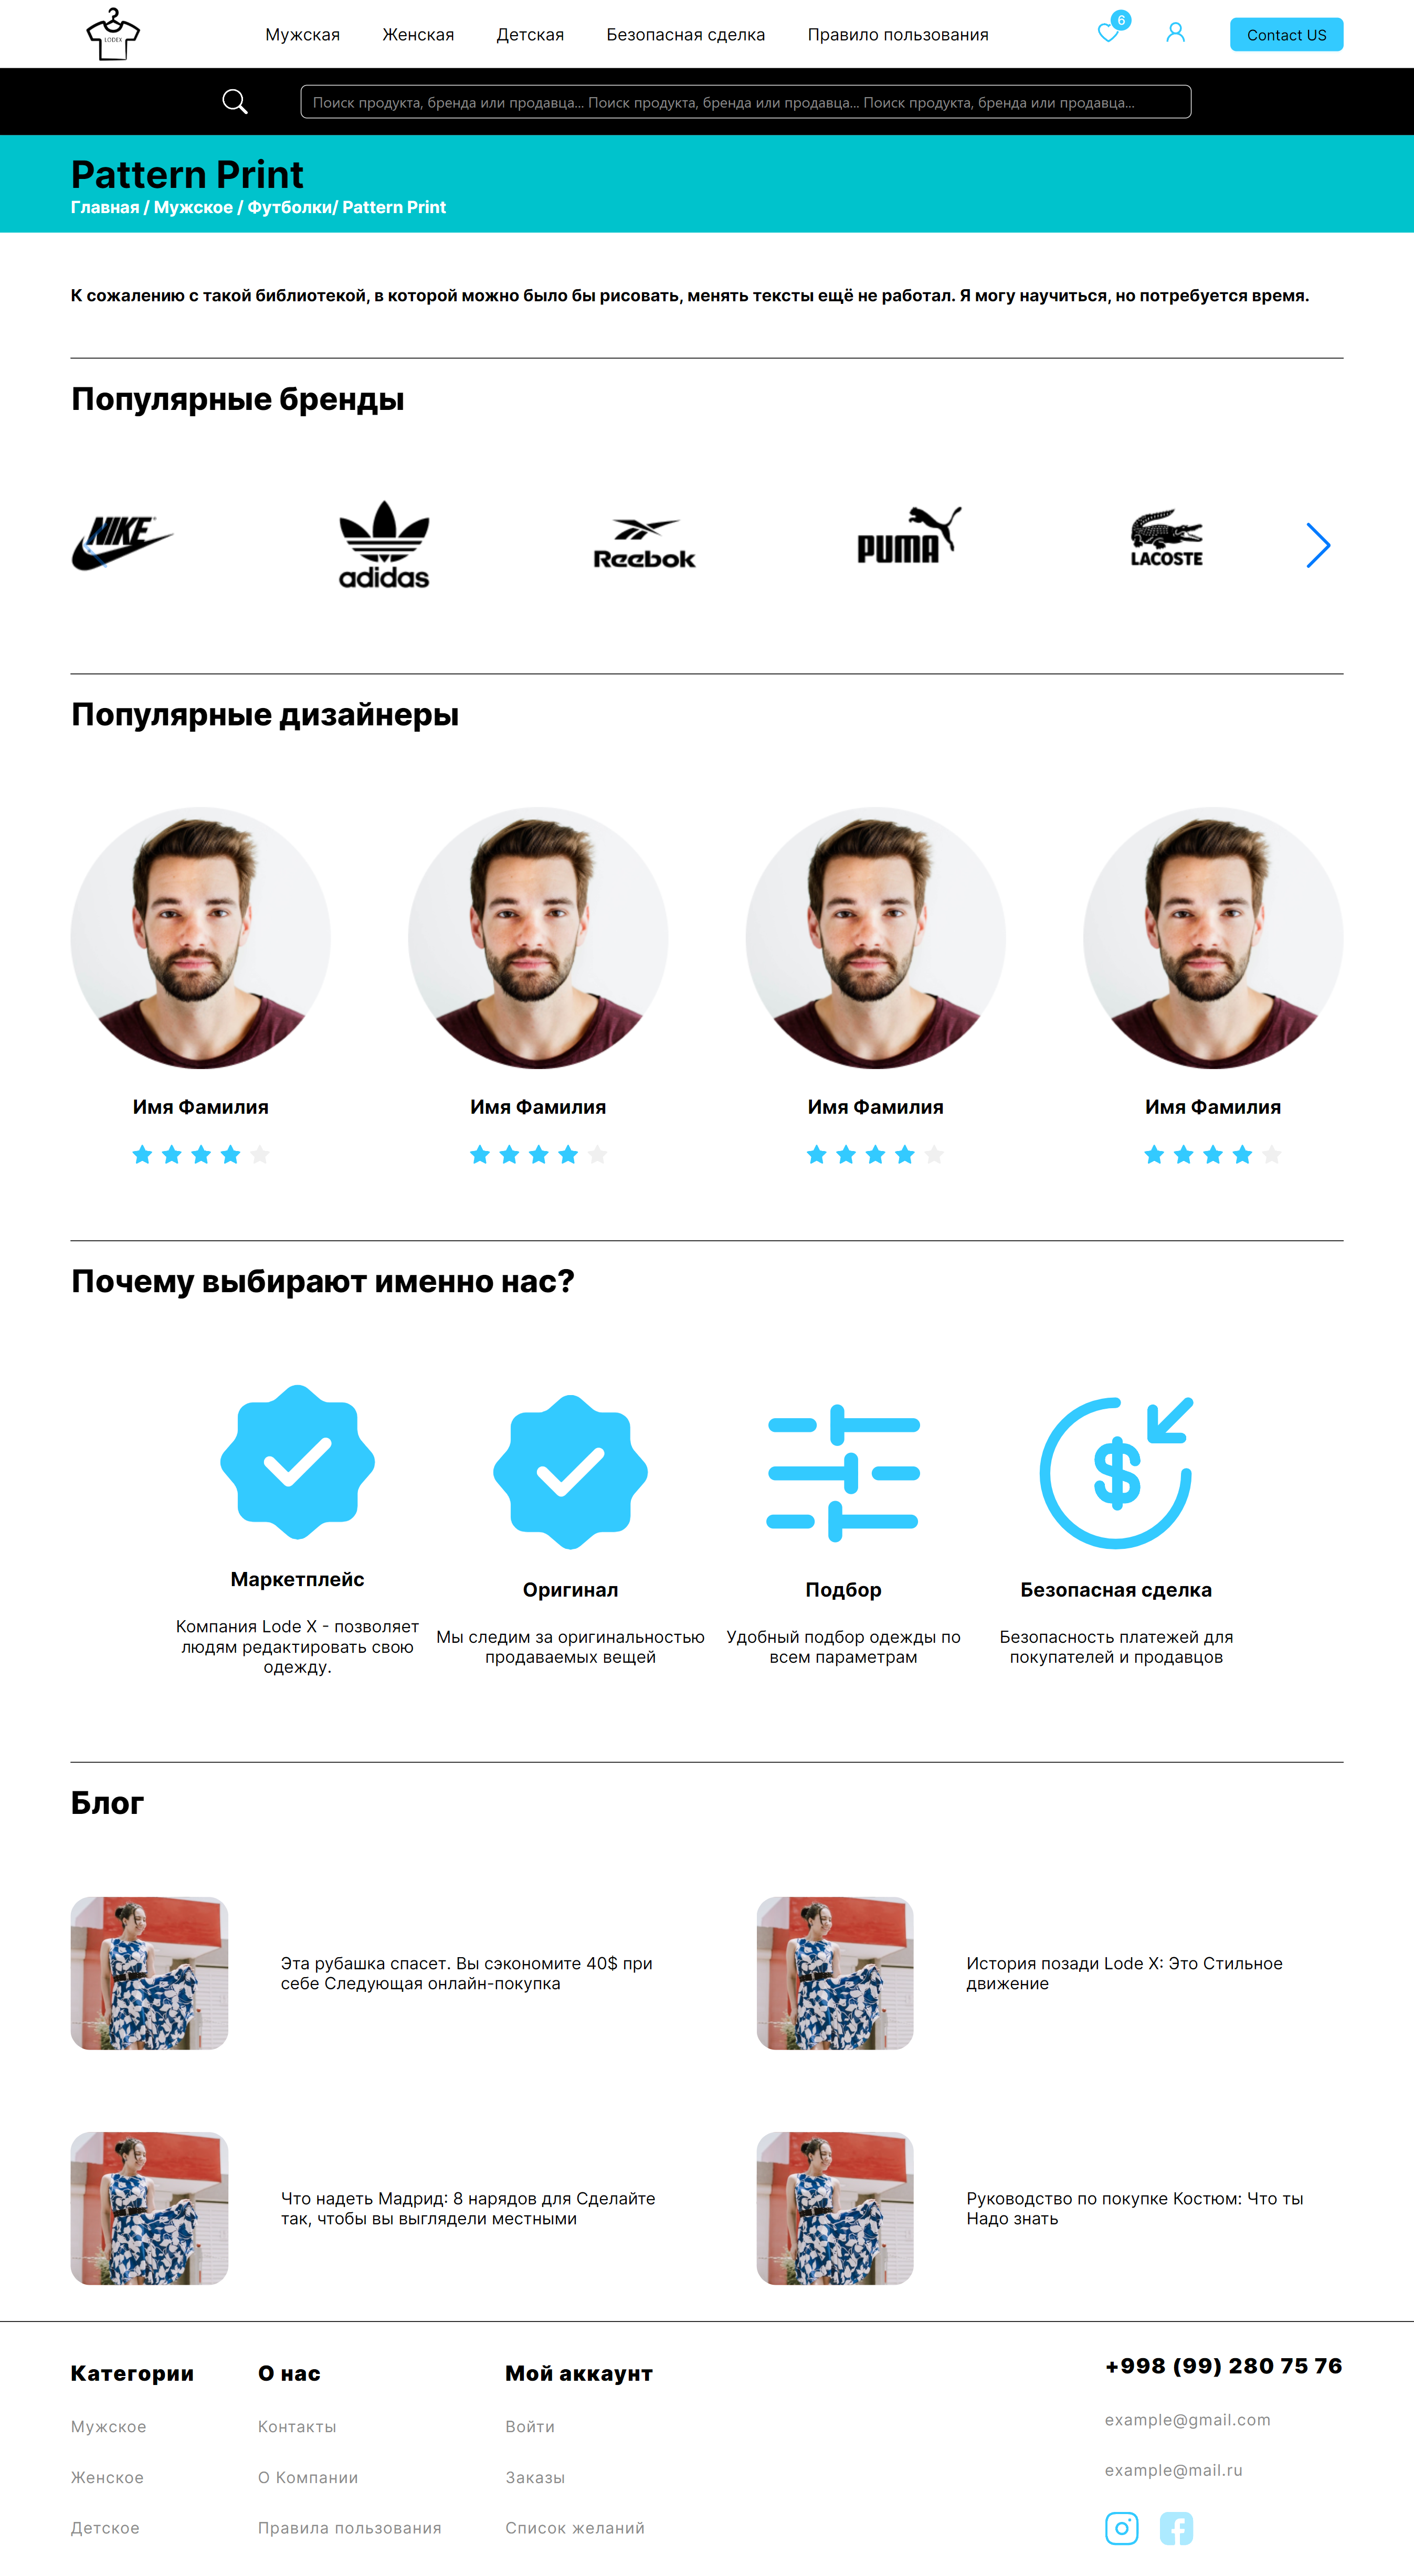 LODEX
Мужская Женская Детская Безопасная сделка Правило пользования 6 Contact US
Поиск продукта, бренда или продавца... Поиск продукта, бренда или продавца... Поиск продукта, бренда или продавца...
Pattern Print
Главная / Мужское / Футболки/ Pattern Print
К сожалению с такой библиотекой, в которой можно было бы рисовать, менять тексты ещё не работал. Я могу научиться, но потребуется время.
Популярные бренды
NIKE adidas Reebok PUMA LACOSTE
Популярные дизайнеры
Имя Фамилия Имя Фамилия Имя Фамилия Имя Фамилия
Почему выбирают именно нас?
Маркетплейс
Компания Lode X - позволяет
людям редактировать свою
одежду.
Оригинал
Мы следим за оригинальностью
продаваемых вещей
Подбор
Удобный подбор одежды по
всем параметрам
Безопасная сделка
Безопасность платежей для
покупателей и продавцов
Блог
Эта рубашка спасет. Вы сэкономите 40$ при
себе Следующая онлайн-покупка
История позади Lode X: Это Стильное
движение
Что надеть Мадрид: 8 нарядов для Сделайте
так, чтобы вы выглядели местными
Руководство по покупке Костюм: Что ты
Надо знать
Категории
Мужское
Женское
Детское
О нас
Контакты
О Компании
Правила пользования
Мой аккаунт
Войти
Заказы
Список желаний
+998 (99) 280 75 76
example@gmail.com
example@mail.ru